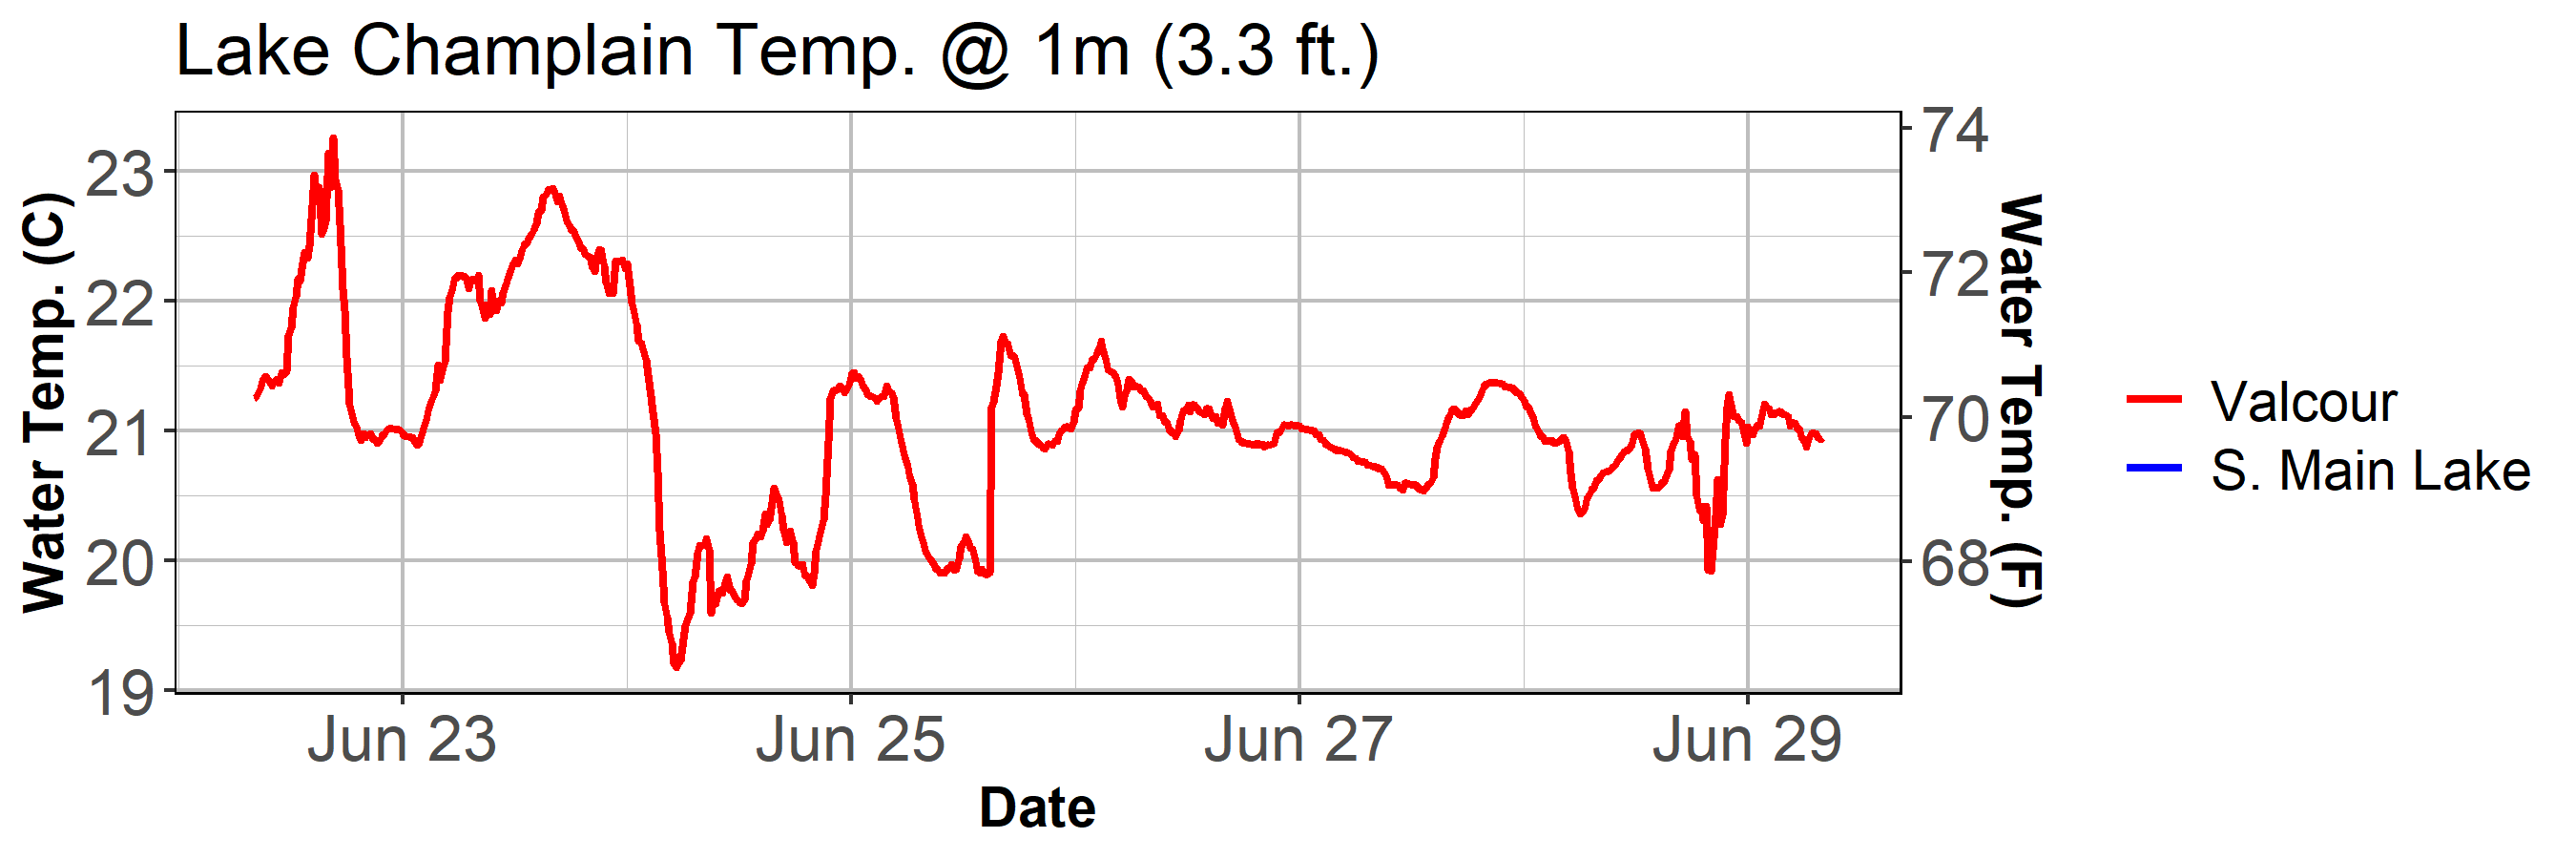 Lake Champlain Temp. @ 1m (3.3 ft.)
Water Temp. (C)
23
22
21
20
19
74
72
70
68
Water Temp. (F)
Jun 23
Jun 25
Jun 27
Jun 29
Date
Valcour
S. Main Lake